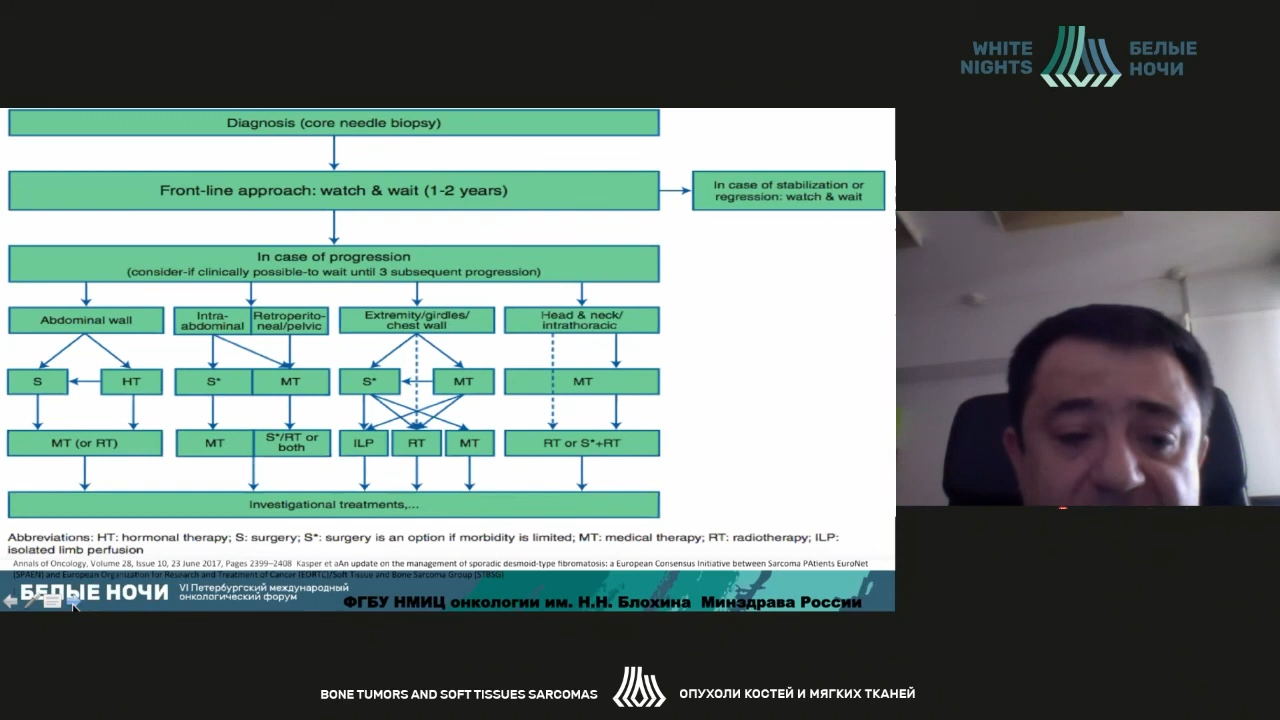 WHITE
NIGHTS
БЕЛЫЕ
НОЧИ
Diagnosis (core needle biopsy)
Front-line approach: watch & wait (1-2 years)
In case of stabilization or
regression: watch & wait
In case of progression
(consider-if clinically possible-to wait until 3 subsequent progression)
Abdominal wall
Intra-
abdominal
Retroperito-
neal/pelvic
Extremity/girdles/
chest wall
Head & neck/
intrathoracic
S
HT
S*
MT
S*
MT
MT
MT (or RT)
MT
S*/RT or
both
ILP
RT
MT
RT or S*+RT
Investigational treatments,...
Abbreviations: HT: hormonal therapy; S: surgery; S*: surgery is an option if morbidity is limited; MT: medical therapy; RT: radiotherapy; ILP:
isolated limb perfusion
Annals of Oncology, Volume 28, Issue 10, 23 June 2017, Pages 2399–2408 Kasper et aAn update on the management of sporadic desmoid-type fibromatosis: a European Consensus Initiative between Sarcoma PAtients EuroNet
(SPAEN) and European Organization for Research and Treatment of Cancer (EORTC)/Soft Tissue and Bone Sarcoma Group (STBSG)
БЕЛЫЕ НОЧИ
VI Петербургский международный
онкологический форум
ФГБУ НМИЦ онкологии им. Н.Н. Блохина Минздрава России
BONE TUMORS AND SOFT TISSUES SARCOMAS
ОПУХОЛИ КОСТЕЙ И МЯГКИХ ТКАНЕЙ